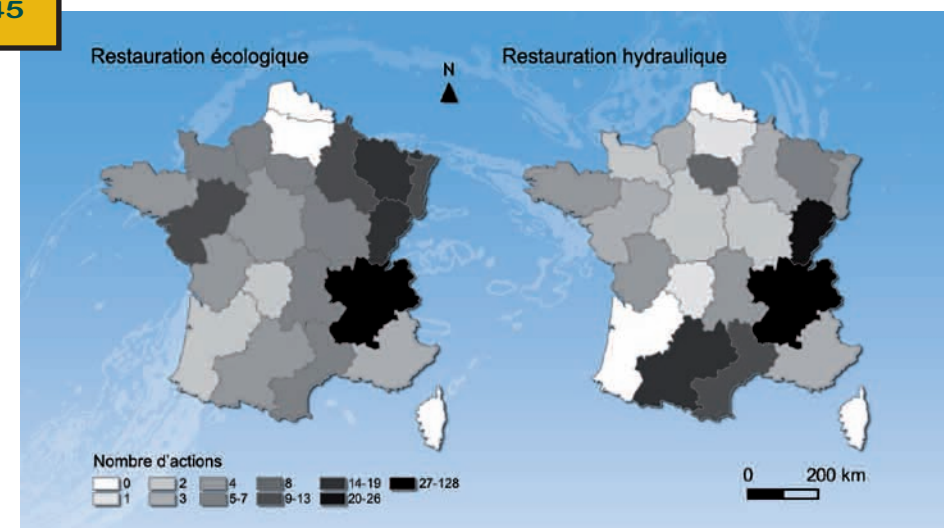 45
Restauration écologique
N
Restauration hydraulique
Nombre d'actions
0 2 4 8 14-19 27-128
1 3 5-7 9-13 20-26
0 200 km